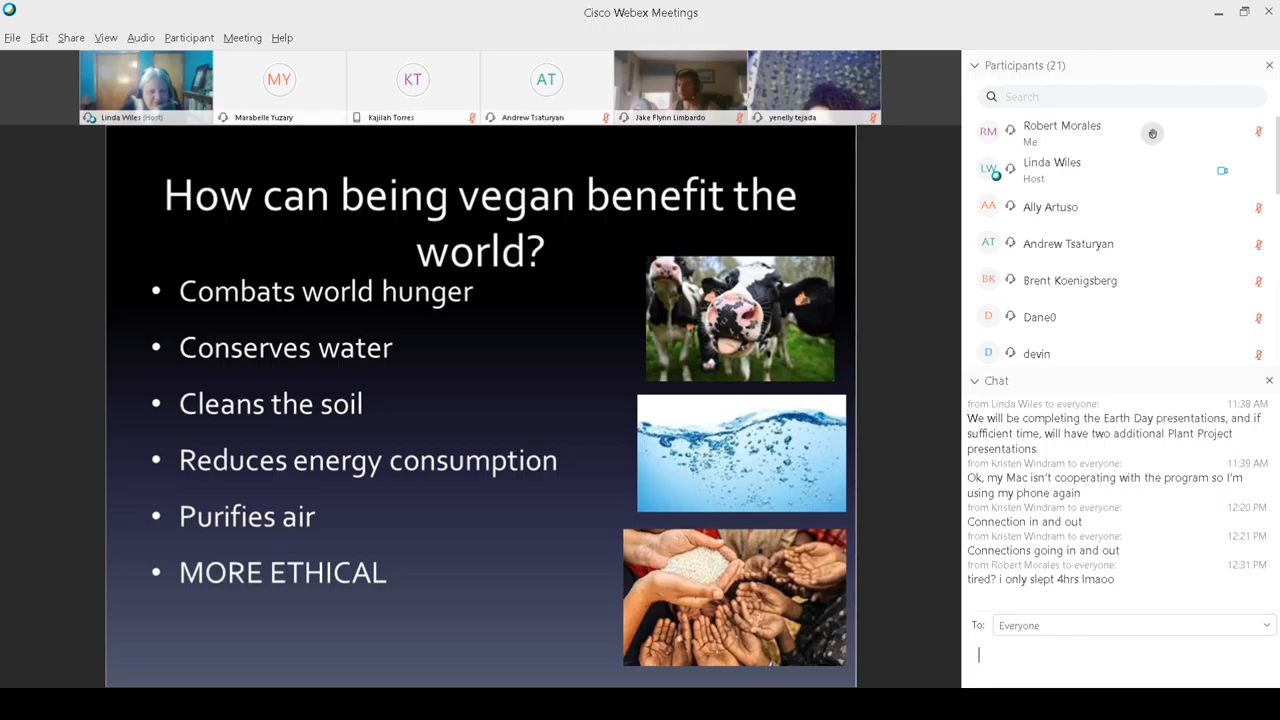 Cisco Webex Meetings
File Edit Share View Audio Participant Meeting Help
Linda Wiles (Host)
MY
Marabelle Yuzary
KT
Kajilah Torres
AT
Andrew Tsaturyan
Jake Flynn Limbardo
yenelly tejada
How can being vegan benefit the
world?
• Combats world hunger
• Conserves water
• Cleans the soil
• Reduces energy consumption
• Purifies air
• MORE ETHICAL
Participants (21)
Search
RM
Robert Morales
Me
LW
Linda Wiles
Host
AA
Ally Artuso
AT
Andrew Tsaturyan
BK
Brent Koenigsberg
D
Dane0
D
devin
Chat
from Linda Wiles to everyone: 11:38 AM
We will be completing the Earth Day presentations, and if
sufficient time, will have two additional Plant Project
presentations.
from Kristen Windram to everyone: 11:39 AM
Ok, my Mac isn't cooperating with the program so I'm
using my phone again
from Kristen Windram to everyone: 12:20 PM
Connection in and out
from Kristen Windram to everyone: 12:21 PM
Connections going in and out
from Robert Morales to everyone: 12:31 PM
tired? i only slept 4hrs lmaoo
To: Everyone